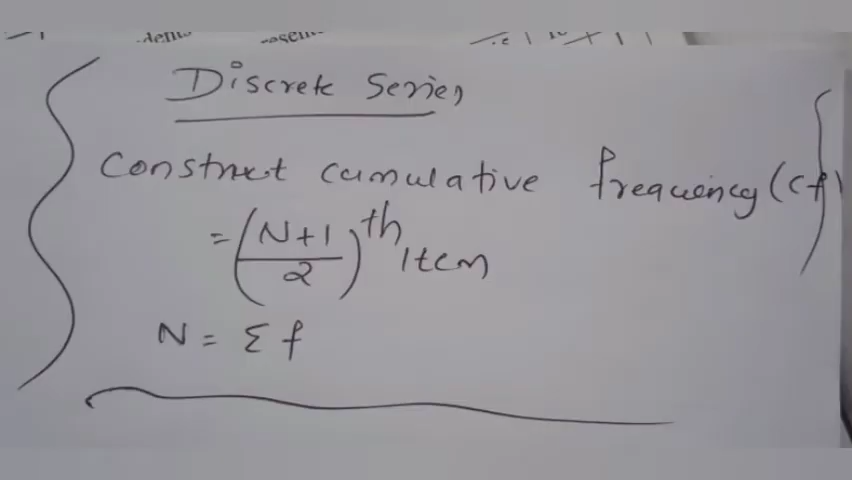 Discrete Series
Construct cumulative frequency (cf)
= (N+1/2)th item
N = Σf